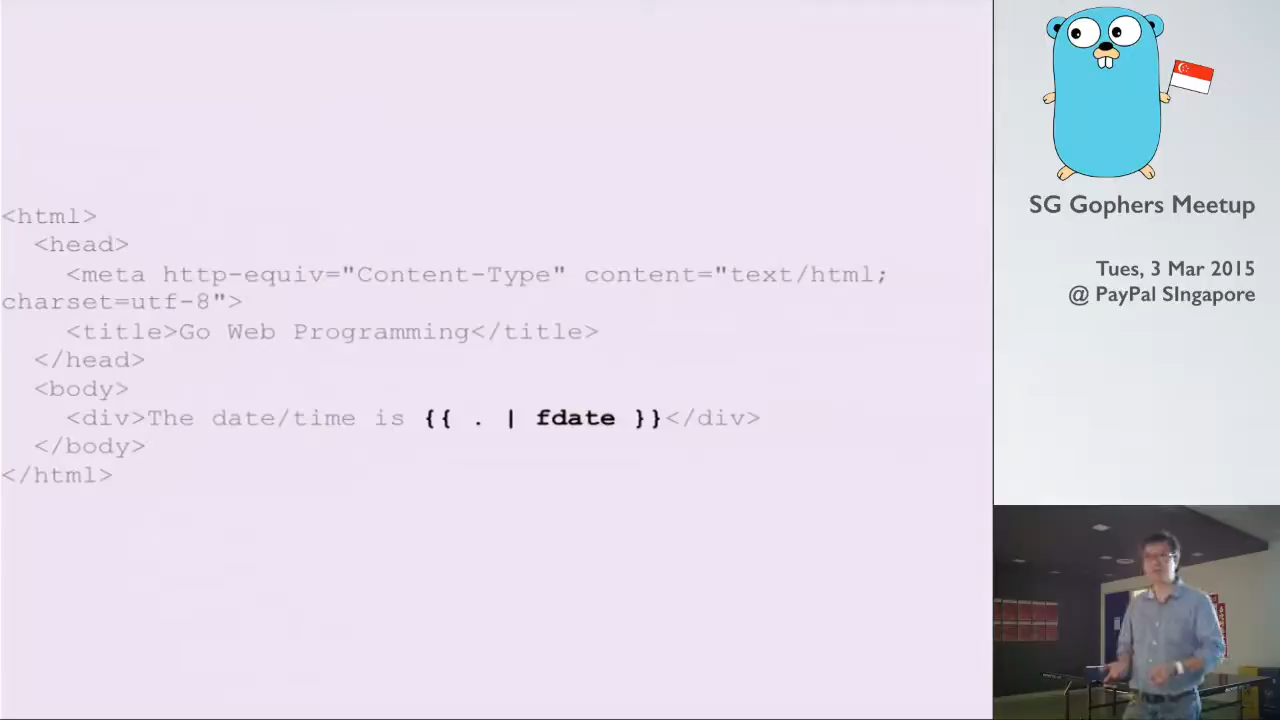 <html>
<head>
<meta http-equiv="Content-Type" content="text/html;
charset=utf-8">
<title>Go Web Programming</title>
</head>
<body>
<div>The date/time is {{ . | fdate }}</div>
</body>
</html>
SG Gophers Meetup
Tues, 3 Mar 2015
@ PayPal SIngapore